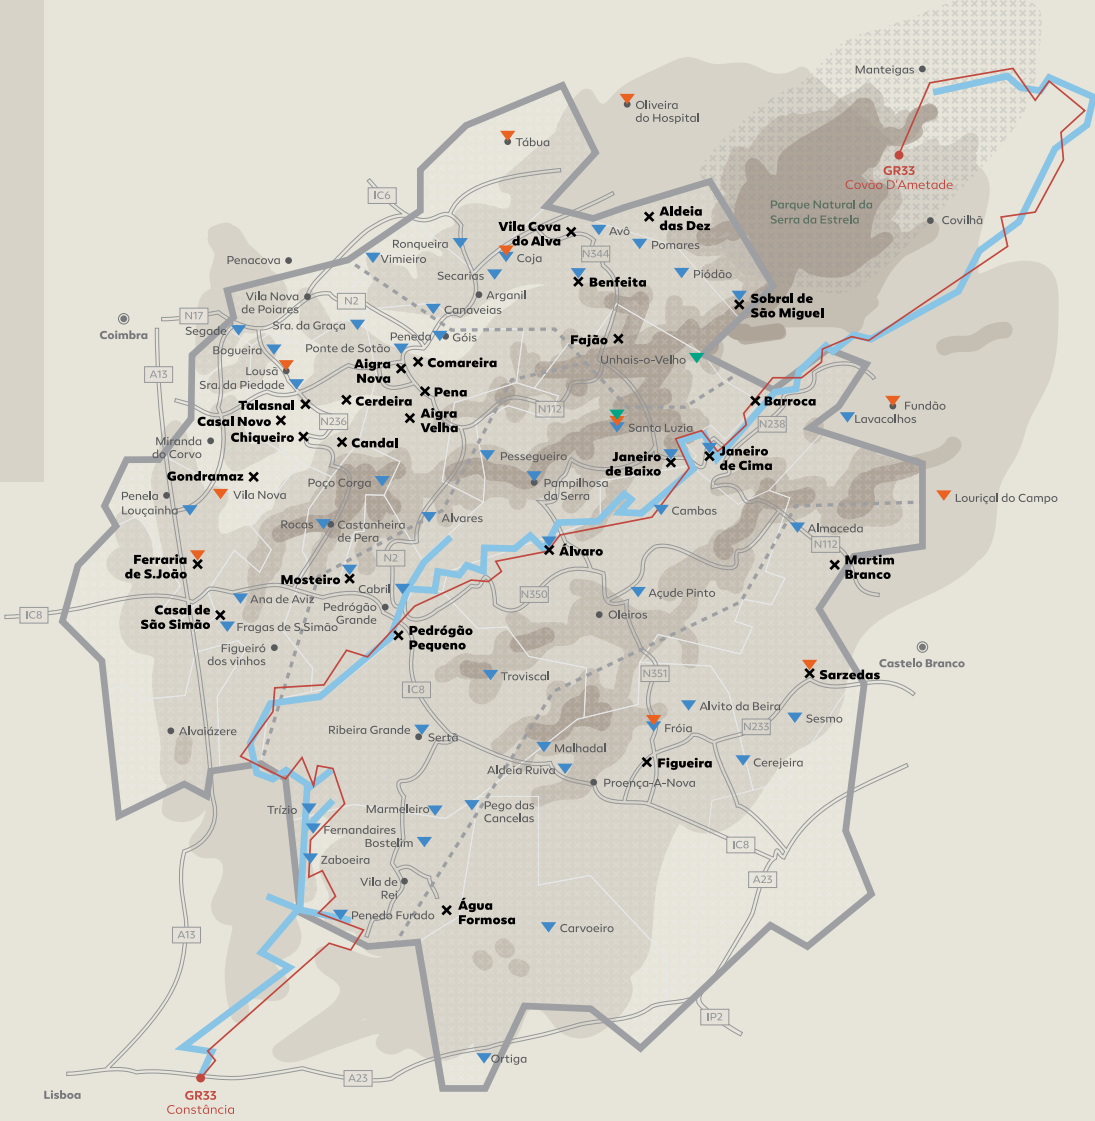 Manteigas
Oliveira
do Hospital
Tábua
GR33
Covão D'Ametade
Parque Natural da
Serra da Estrela
Covilhã
IC6
Aldeia
das Dez
Vila Cova
do Alva
Avô
Pomares
Ronqueira
Vimieiro
Coja
N344
Penacova
Secarias
Piódão
Benfeita
Arganil
Vila Nova
de Poiares
N2
Canaveias
Sobral de
São Miguel
N17
Coimbra
Segade
Sra. da Graça
Peneda
Góis
Fajão
Bogueira
Ponte de Sotão
Unhais-o-Velho
Comareira
Aigra
Nova
A13
Lousã
Sra. da Piedade
Pena
Cerdeira
Talasnal
Barroca
Fundão
Lavacolhos
Aigra
Velha
N112
Casal Novo
N236
Santa Luzia
N238
Chiqueiro
Candal
Miranda
do Corvo
Janeiro
de Baixo
Janeiro
de Cima
Pessegueiro
Gondramaz
Poço Corga
Pampilhosa
da Serra
Penela
Vila Nova
Louçainha
Louriçal do Campo
Cambas
Alvares
Rocas
Castanheira
de Pera
Almaceda
N112
Álvaro
Ferraria
de S.João
N2
Martim
Branco
Mosteiro
Cabril
Açude Pinto
N350
Ana de Aviz
Pedrógão
Grande
IC8
Casal de
São Simão
Oleiros
Fragas de S.Simão
Pedrógão
Pequeno
Figueiró
dos vinhos
Castelo Branco
Troviscal
N351
Sarzedas
IC8
Alvito da Beira
Sesmo
Alvaiázere
Ribeira Grande
Sertã
Fróia
N233
Malhadal
Figueira
Cerejeira
Aldeia Ruiva
Proença-A-Nova
Trízio
Marmeleiro
Pego das
Cancelas
Fernandaires
Bostelim
IC8
Zaboeira
A23
Vila de
Rei
Penedo Furado
Água
Formosa
Carvoeiro
A13
IP2
Ortiga
A23
Lisboa
GR33
Constância